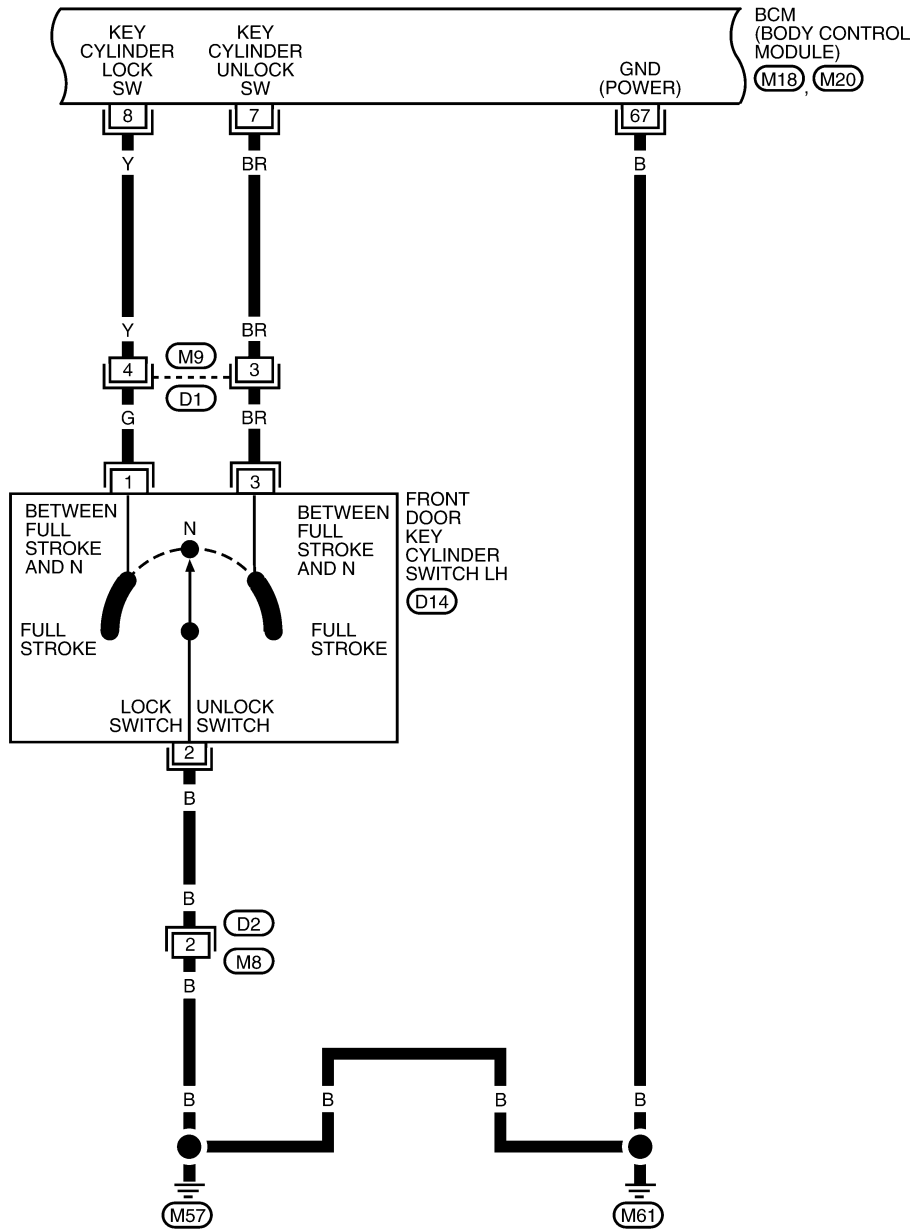 KEY
CYLINDER
LOCK
SW
KEY
CYLINDER
UNLOCK
SW
GND
(POWER)
BCM
(BODY CONTROL
MODULE)
M18 , M20
8
7
67
Y
BR
B
Y
BR
4
M9
3
D1
G
BR
1
3
BETWEEN
FULL
STROKE
AND N
N
BETWEEN
FULL
STROKE
AND N
FULL
STROKE
FULL
STROKE
LOCK
SWITCH
UNLOCK
SWITCH
FRONT
DOOR
KEY
CYLINDER
SWITCH LH
D14
2
B
B
D2
2
M8
B
B
B
B
B
M57
M61